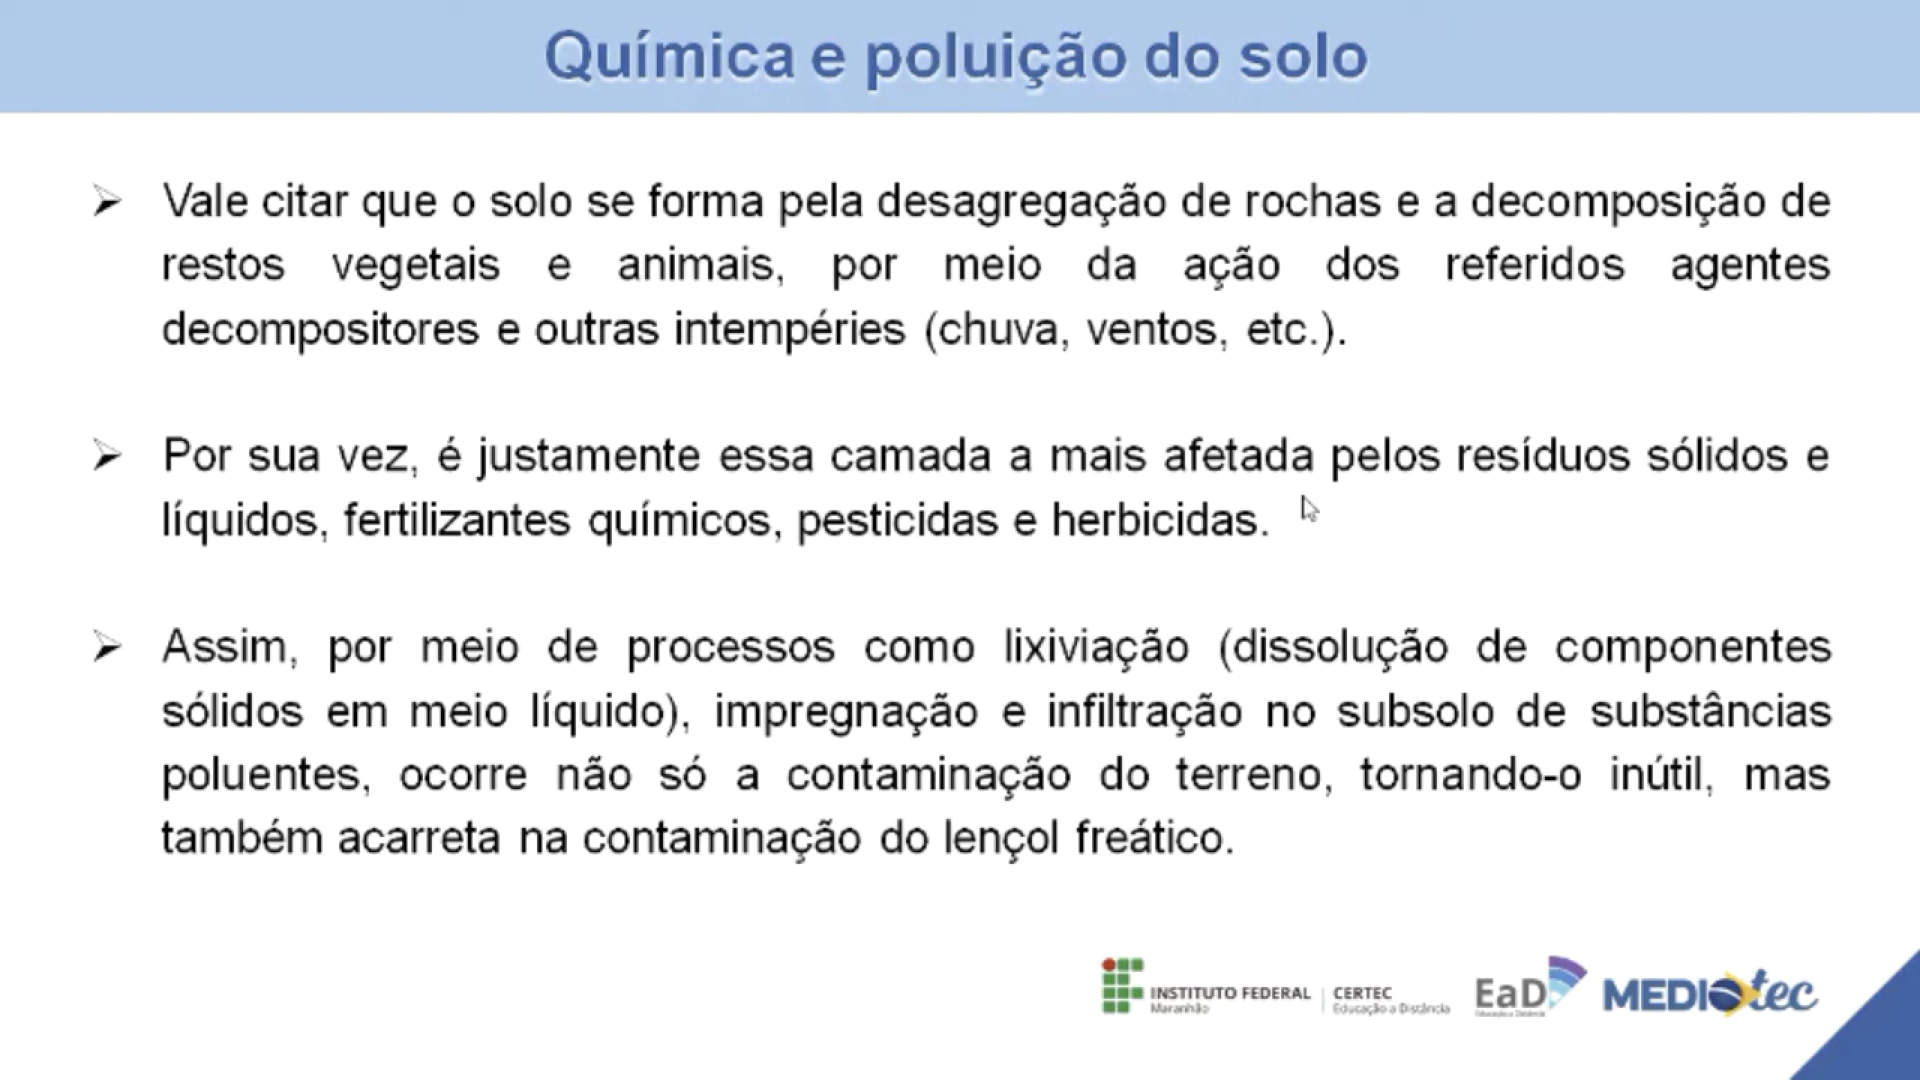 Química e poluição do solo
Vale citar que o solo se forma pela desagregação de rochas e a decomposição de
restos vegetais e animais, por meio da ação dos referidos agentes
decompositores e outras intempéries (chuva, ventos, etc.).
Por sua vez, é justamente essa camada a mais afetada pelos resíduos sólidos e
líquidos, fertilizantes químicos, pesticidas e herbicidas.
Assim, por meio de processos como lixiviação (dissolução de componentes
sólidos em meio líquido), impregnação e infiltração no subsolo de substâncias
poluentes, ocorre não só a contaminação do terreno, tornando-o inútil, mas
também acarreta na contaminação do lençol freático.
INSTITUTO FEDERAL
Maranhão
CERTEC
Educação a Distância
EaD
Educação a Distância
MEDIOtec